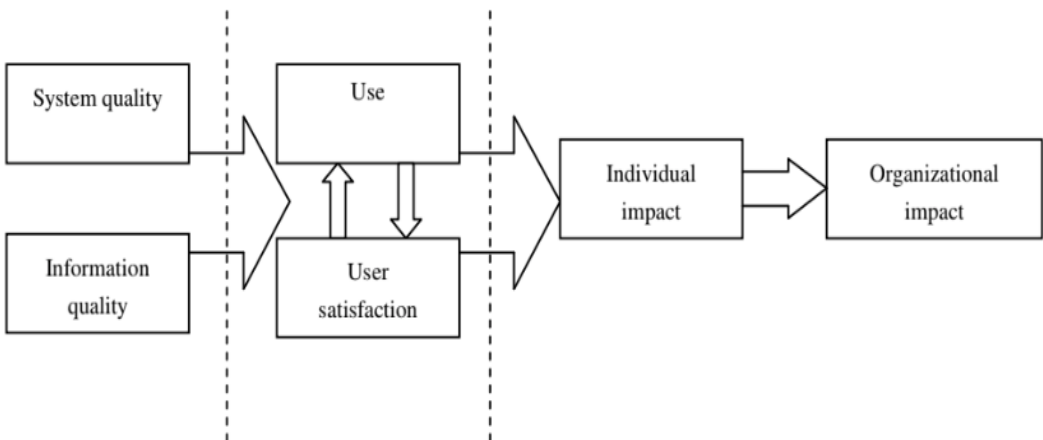 System quality
Information
quality
Use
User
satisfaction
Individual
impact
Organizational
impact